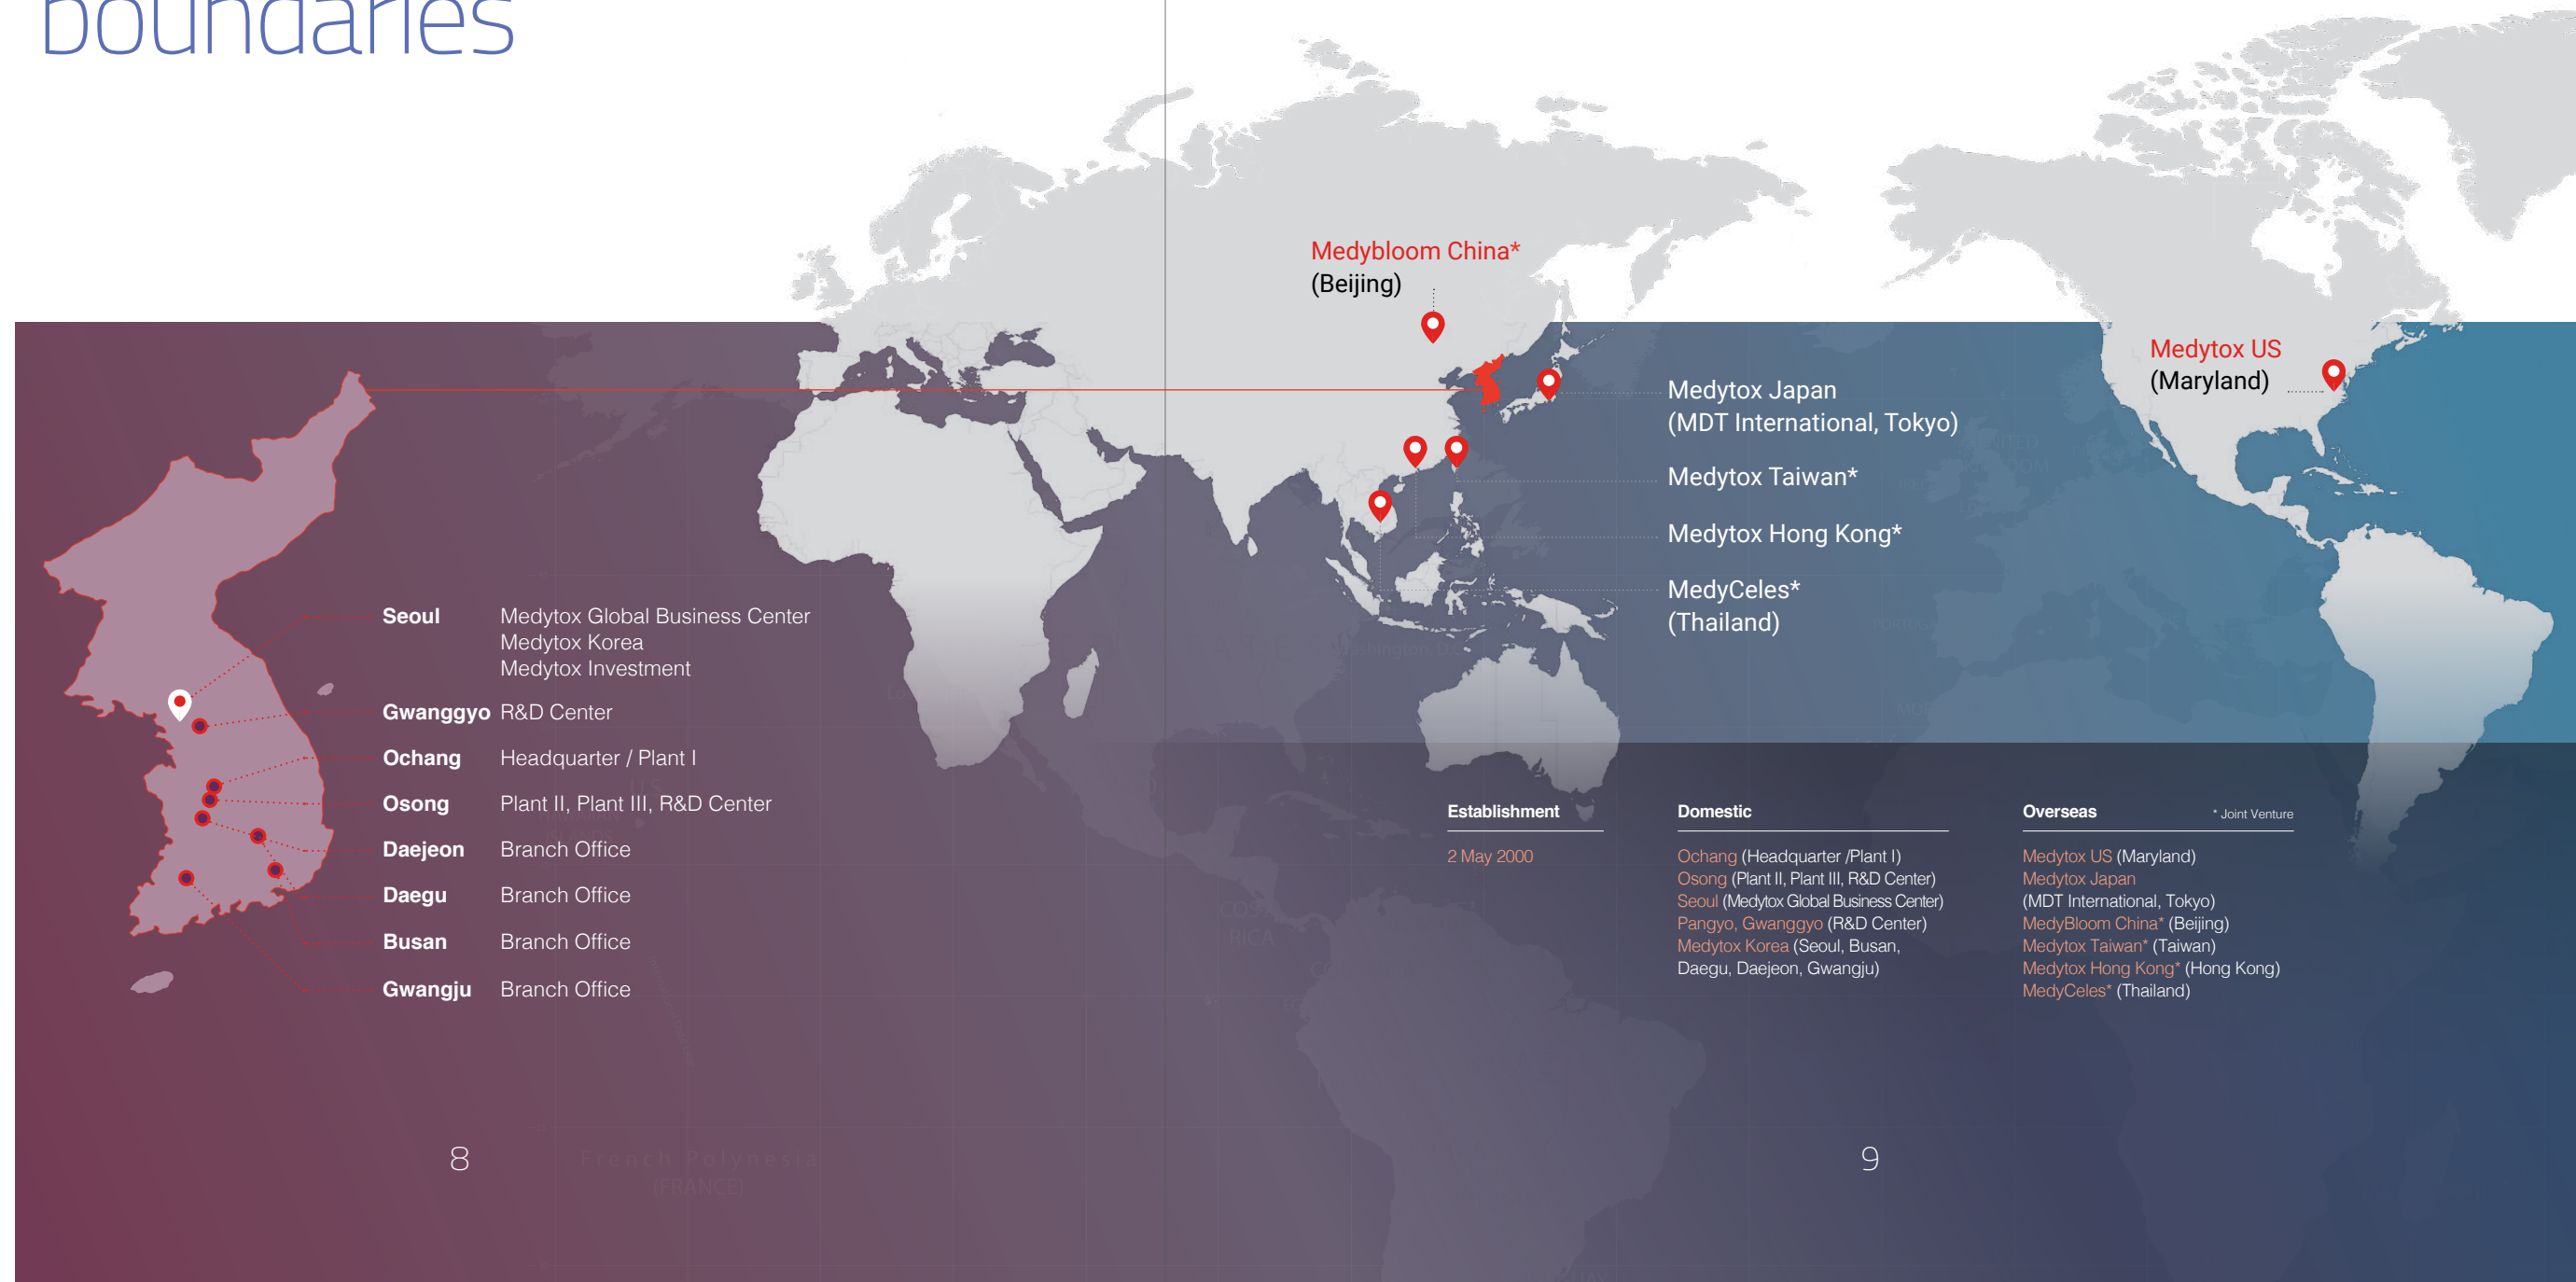 boundaries
Medybloom China*
(Beijing)
Medytox US
(Maryland)
Medytox Japan
(MDT International, Tokyo)
Medytox Taiwan*
Medytox Hong Kong*
MedyCeles*
(Thailand)
Seoul Medytox Global Business Center
Medytox Korea
Medytox Investment
Gwanggyo R&D Center
Ochang Headquarter / Plant I
Osong Plant II, Plant III, R&D Center
Daejeon Branch Office
Daegu Branch Office
Busan Branch Office
Gwangju Branch Office
Establishment
2 May 2000
Domestic
Ochang (Headquarter /Plant I)
Osong (Plant II, Plant III, R&D Center)
Seoul (Medytox Global Business Center)
Pangyo, Gwanggyo (R&D Center)
Medytox Korea (Seoul, Busan,
Daegu, Daejeon, Gwangju)
Overseas * Joint Venture
Medytox US (Maryland)
Medytox Japan
(MDT International, Tokyo)
MedyBloom China* (Beijing)
Medytox Taiwan* (Taiwan)
Medytox Hong Kong* (Hong Kong)
MedyCeles* (Thailand)
French Polynesia
(FRANCE)
8
9